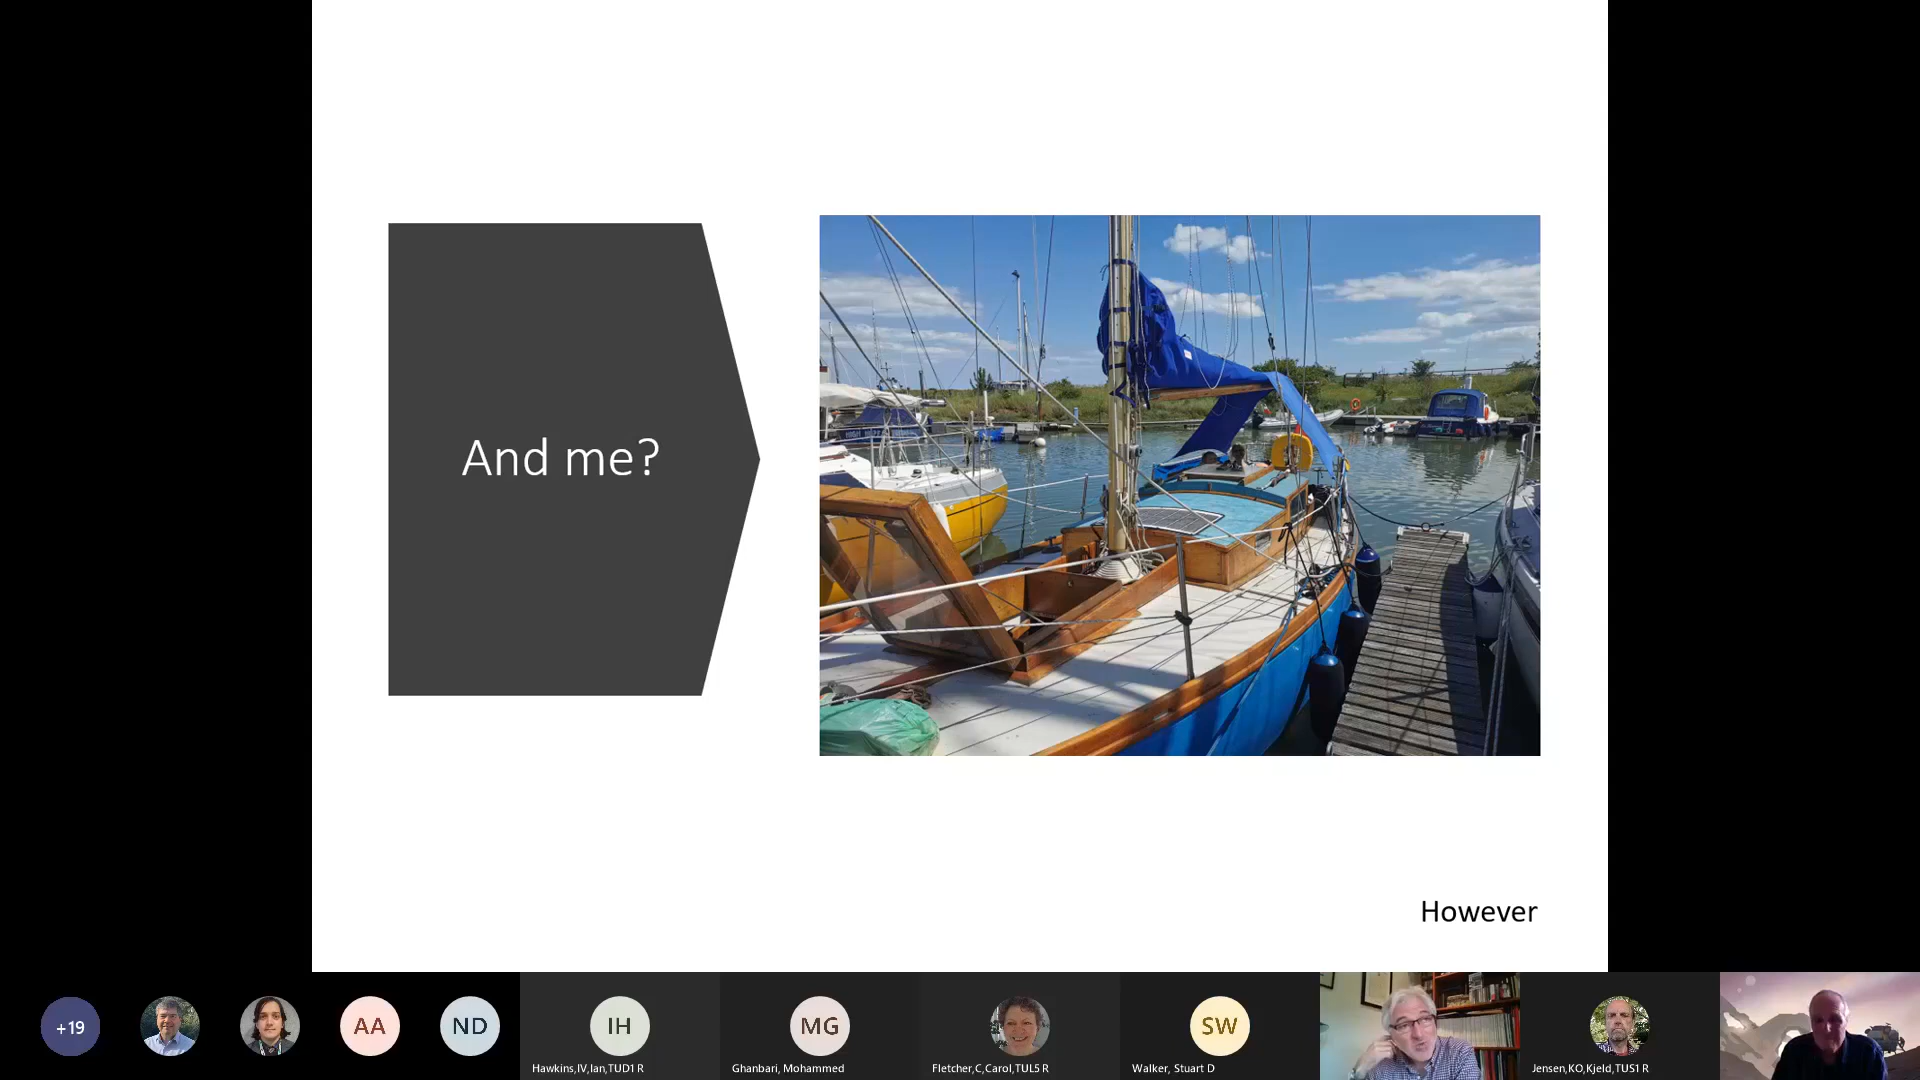 And me?
However
+19
AA
ND
IH
MG
SW
Hawkins,IV,Ian,TUD1 R
Ghanbari, Mohammed
Fletcher,C,Carol,TUL5 R
Walker, Stuart D
Jensen,KO,Kjeld,TUS1 R